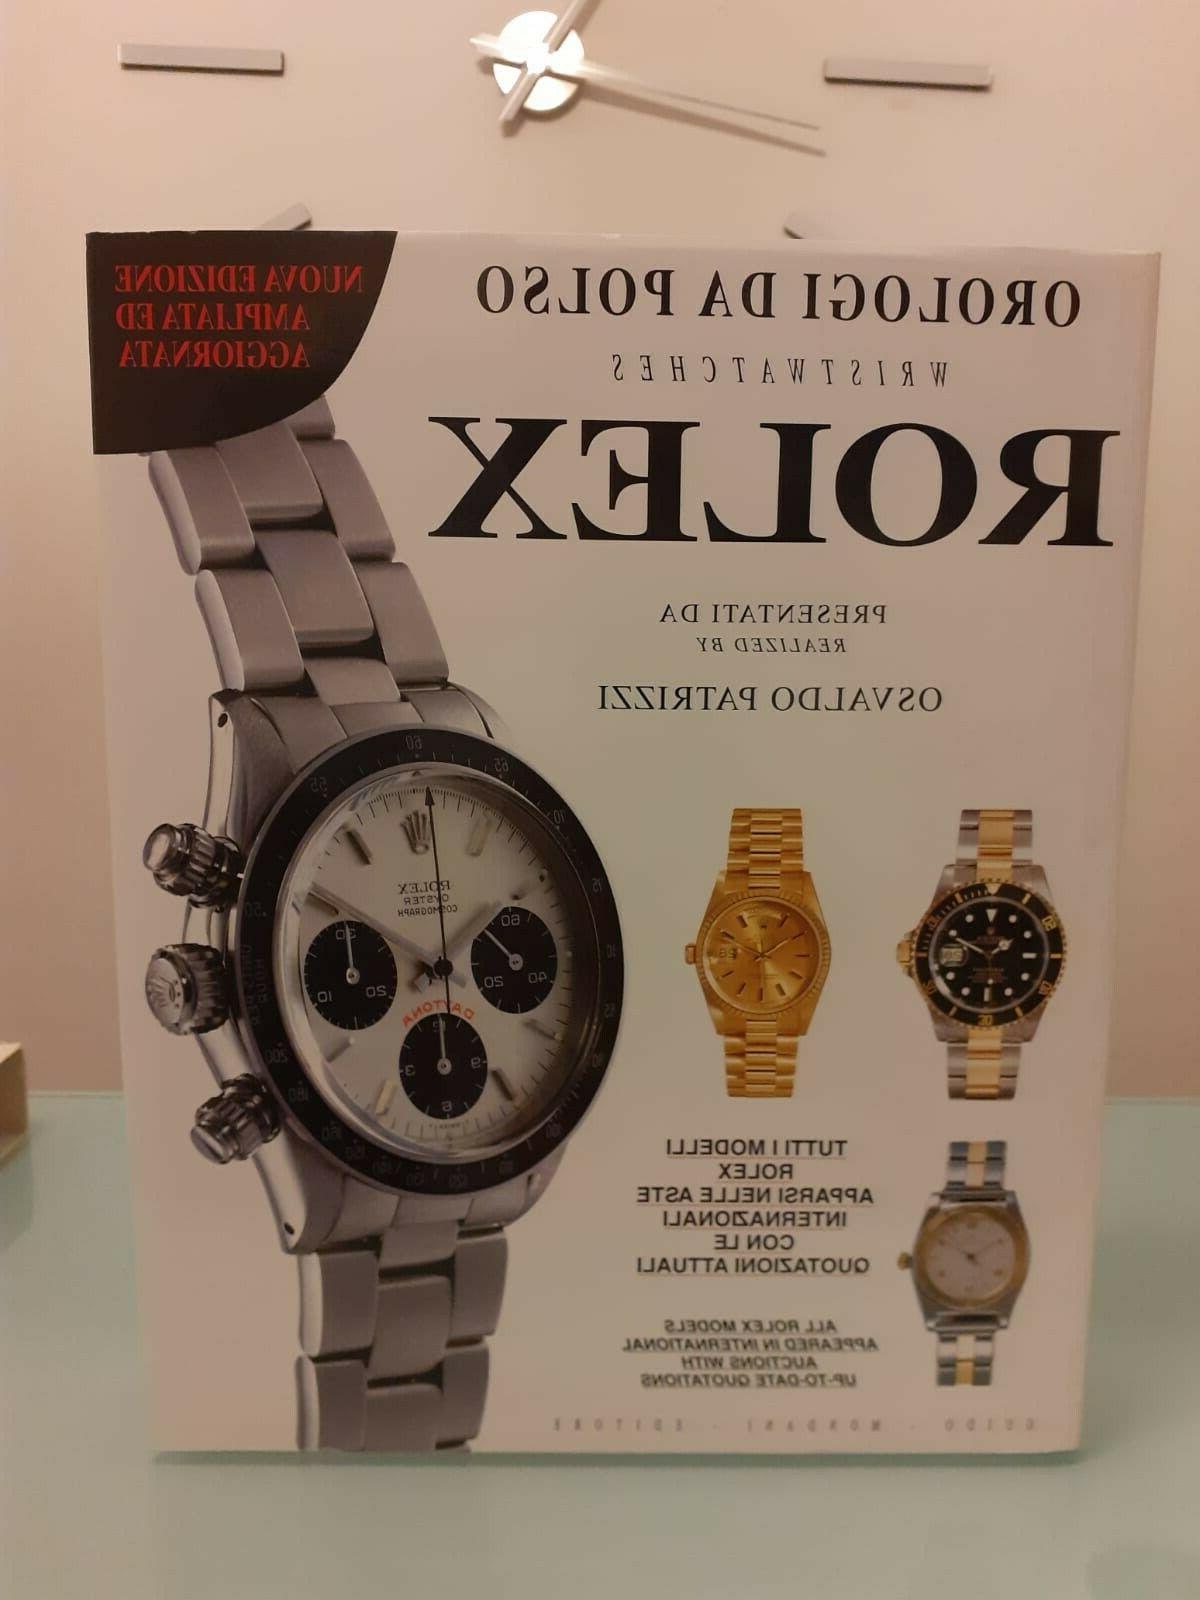 NUOVA EDIZIONE
AMPLIATA ED
AGGIORNATA
OROLOGI DA POLSO
WRISTWATCHES
ROLEX
PRESENTATI DA
REALIZED BY
OSVALDO PATRIZZI
ROLEX
OYSTER
COSMOGRAPH
DAYTONA
TUTTI I MODELLI
ROLEX
APPARSI NELLE ASTE
INTERNAZIONALI
CON LE
QUOTAZIONI ATTUALI
ALL ROLEX MODELS
APPEARED IN INTERNATIONAL
AUCTIONS WITH
UP-TO-DATE QUOTATIONS
GUIDO - MONDANI - EDITORE